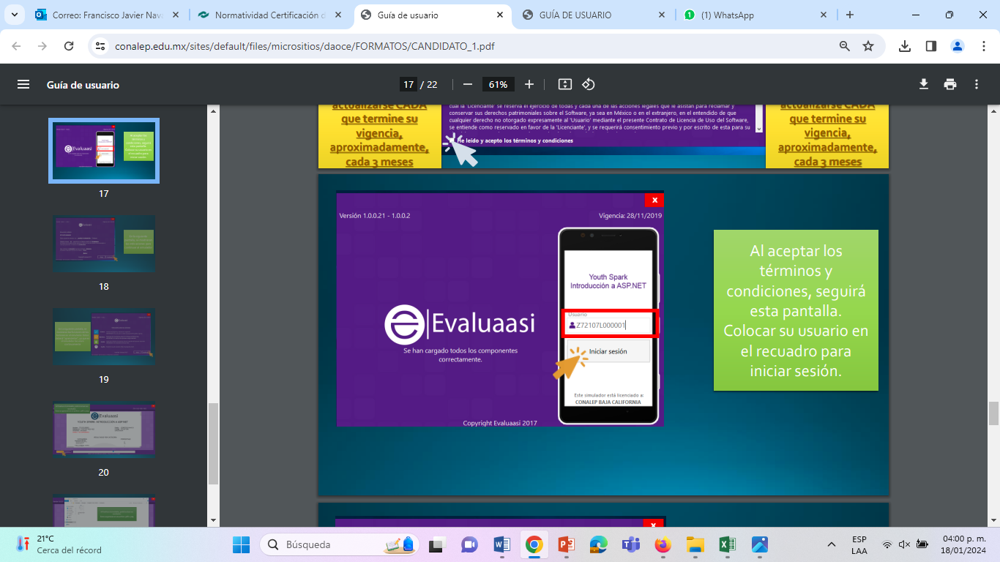 Correo: Francisco Javier Nava
Normatividad Certificación d
Guía de usuario
GUÍA DE USUARIO
(1) WhatsApp
conalep.edu.mx/sites/default/files/micrositios/daoce/FORMATOS/CANDIDATO_1.pdf
Guía de usuario
17 / 22
61%
17
18
19
20
actualizarse CADA
que termine su
vigencia,
aproximadamente,
cada 3 meses
cual la 'Licenciante' se reserva el ejercicio de todas y cada una de las acciones legales que le asistan para reclamar y
conservar sus derechos patrimoniales sobre el Software, ya sea en México o en el extranjero, en el entendido de que
cualquier derecho no otorgado expresamente al 'Usuario' mediante el presente Contrato de Licencia de Uso del Software,
se entiende como reservado en favor de la 'Licenciante', y se requerirá consentimiento previo y por escrito de esta para su
He leído y acepto los términos y condiciones
actualizarse CADA
que termine su
vigencia,
aproximadamente,
cada 3 meses
x
Versión 1.0.0.21 - 1.0.0.2
Vigencia: 28/11/2019
Evaluaasi
Se han cargado todos los componentes
correctamente.
Youth Spark
Introducción a ASP.NET
Usuario
Z72107L000001
Iniciar sesión
Este simulador está licenciado a:
CONALEP BAJA CALIFORNIA
Copyright Evaluaasi 2017
Al aceptar los
términos y
condiciones, seguirá
esta pantalla.
Colocar su usuario en
el recuadro para
iniciar sesión.
x
21°C
Cerca del récord
Búsqueda
ESP
LAA
04:00 p. m.
18/01/2024